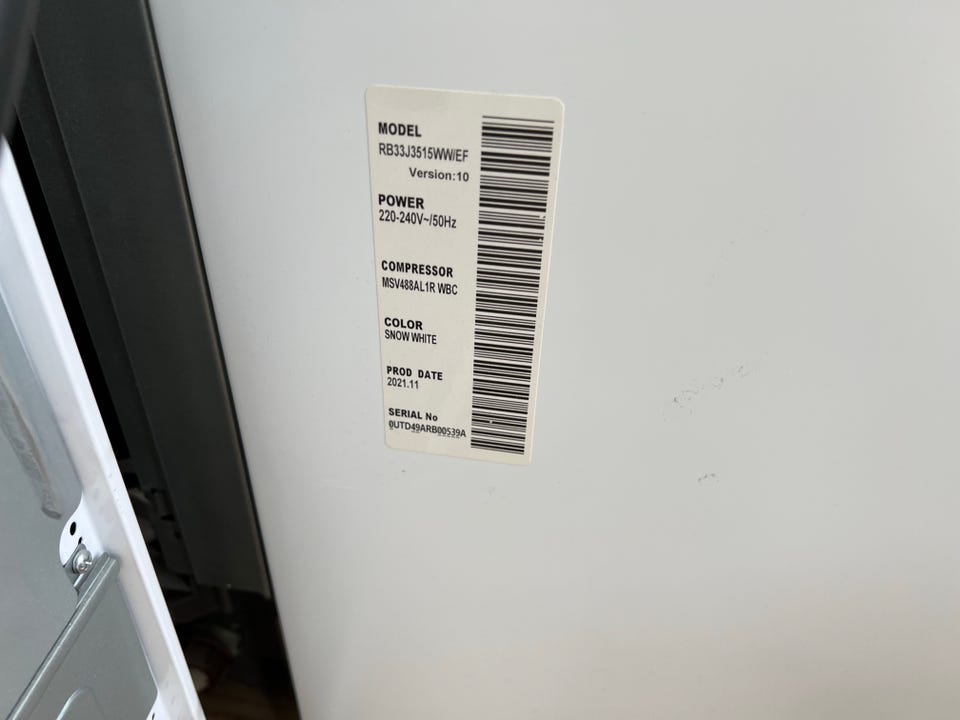 MODEL
RB33J3515WW/EF
Version:10
POWER
220-240V~/50Hz
COMPRESSOR
MSV488AL1R WBC
COLOR
SNOW WHITE
PROD DATE
2021.11
SERIAL No
0UTD49ARB00539A